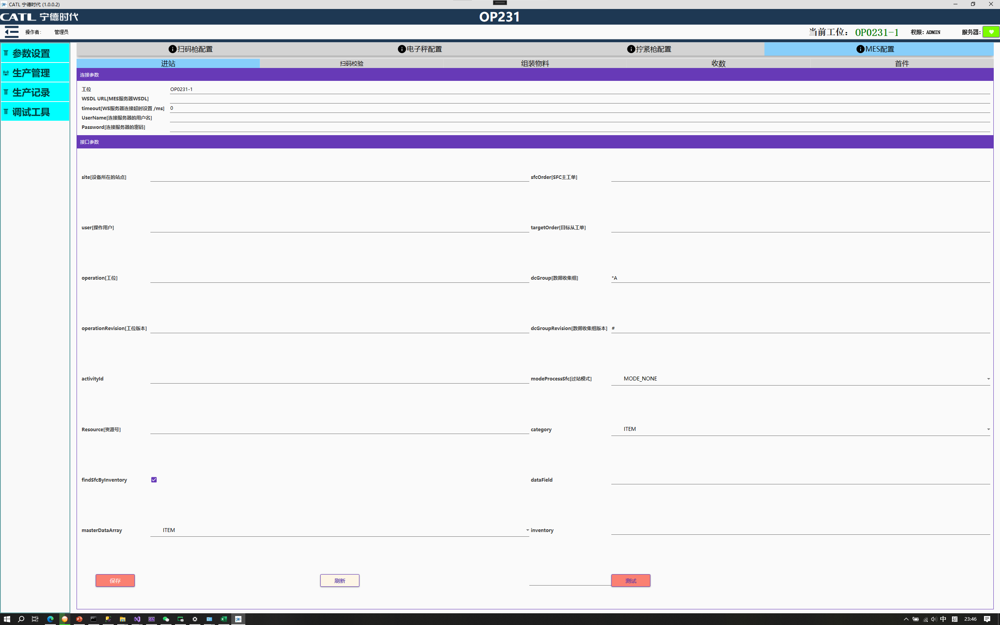 CATL 宁德时代 (1.0.0.2)
CATL 宁德时代
OP231
操作者:
管理员
当前工位:
OP0231-1
权限: ADMIN
服务器:
参数设置
生产管理
生产记录
调试工具
扫码枪配置
电子秤配置
拧紧枪配置
MES配置
进站
扫码校验
组装物料
收数
首件
连接参数
工位
OP0231-1
WSDL URL[MES服务器WSDL]
timeout[WS服务器连接超时设置 /ms]
0
UserName[连接服务器的用户名]
Password[连接服务器的密码]
接口参数
site[设备所在的站点]
sfcOrder[SFC主工单]
user[操作用户]
targetOrder[目标从工单]
operation[工位]
dcGroup[数据收集组]
*A
operationRevision[工位版本]
dcGroupRevision[数据收集组版本]
#
activityId
modeProcessSfc[过站模式]
MODE_NONE
Resource[资源号]
category
ITEM
findSfcByInventory
dataField
masterDataArray
ITEM
inventory
保存
刷新
测试
中
拼
23:46